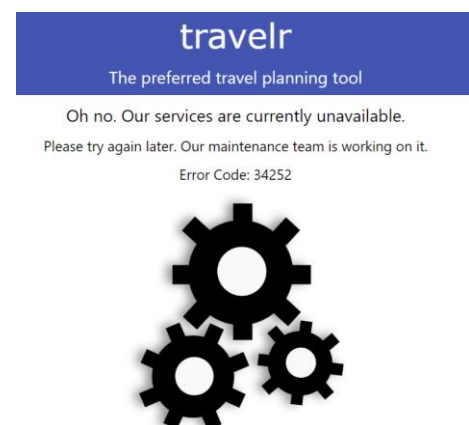 travelr
The preferred travel planning tool
Oh no. Our services are currently unavailable.
Please try again later. Our maintenance team is working on it.
Error Code: 34252